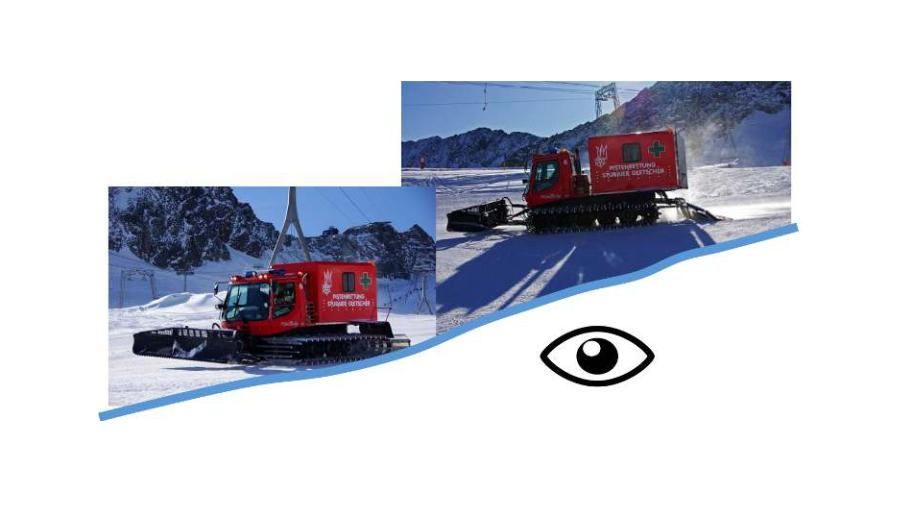 PISTENRETTUNG
STUBAIER GLETSCHER
PISTENRETTUNG
STUBAIER GLETSCHER